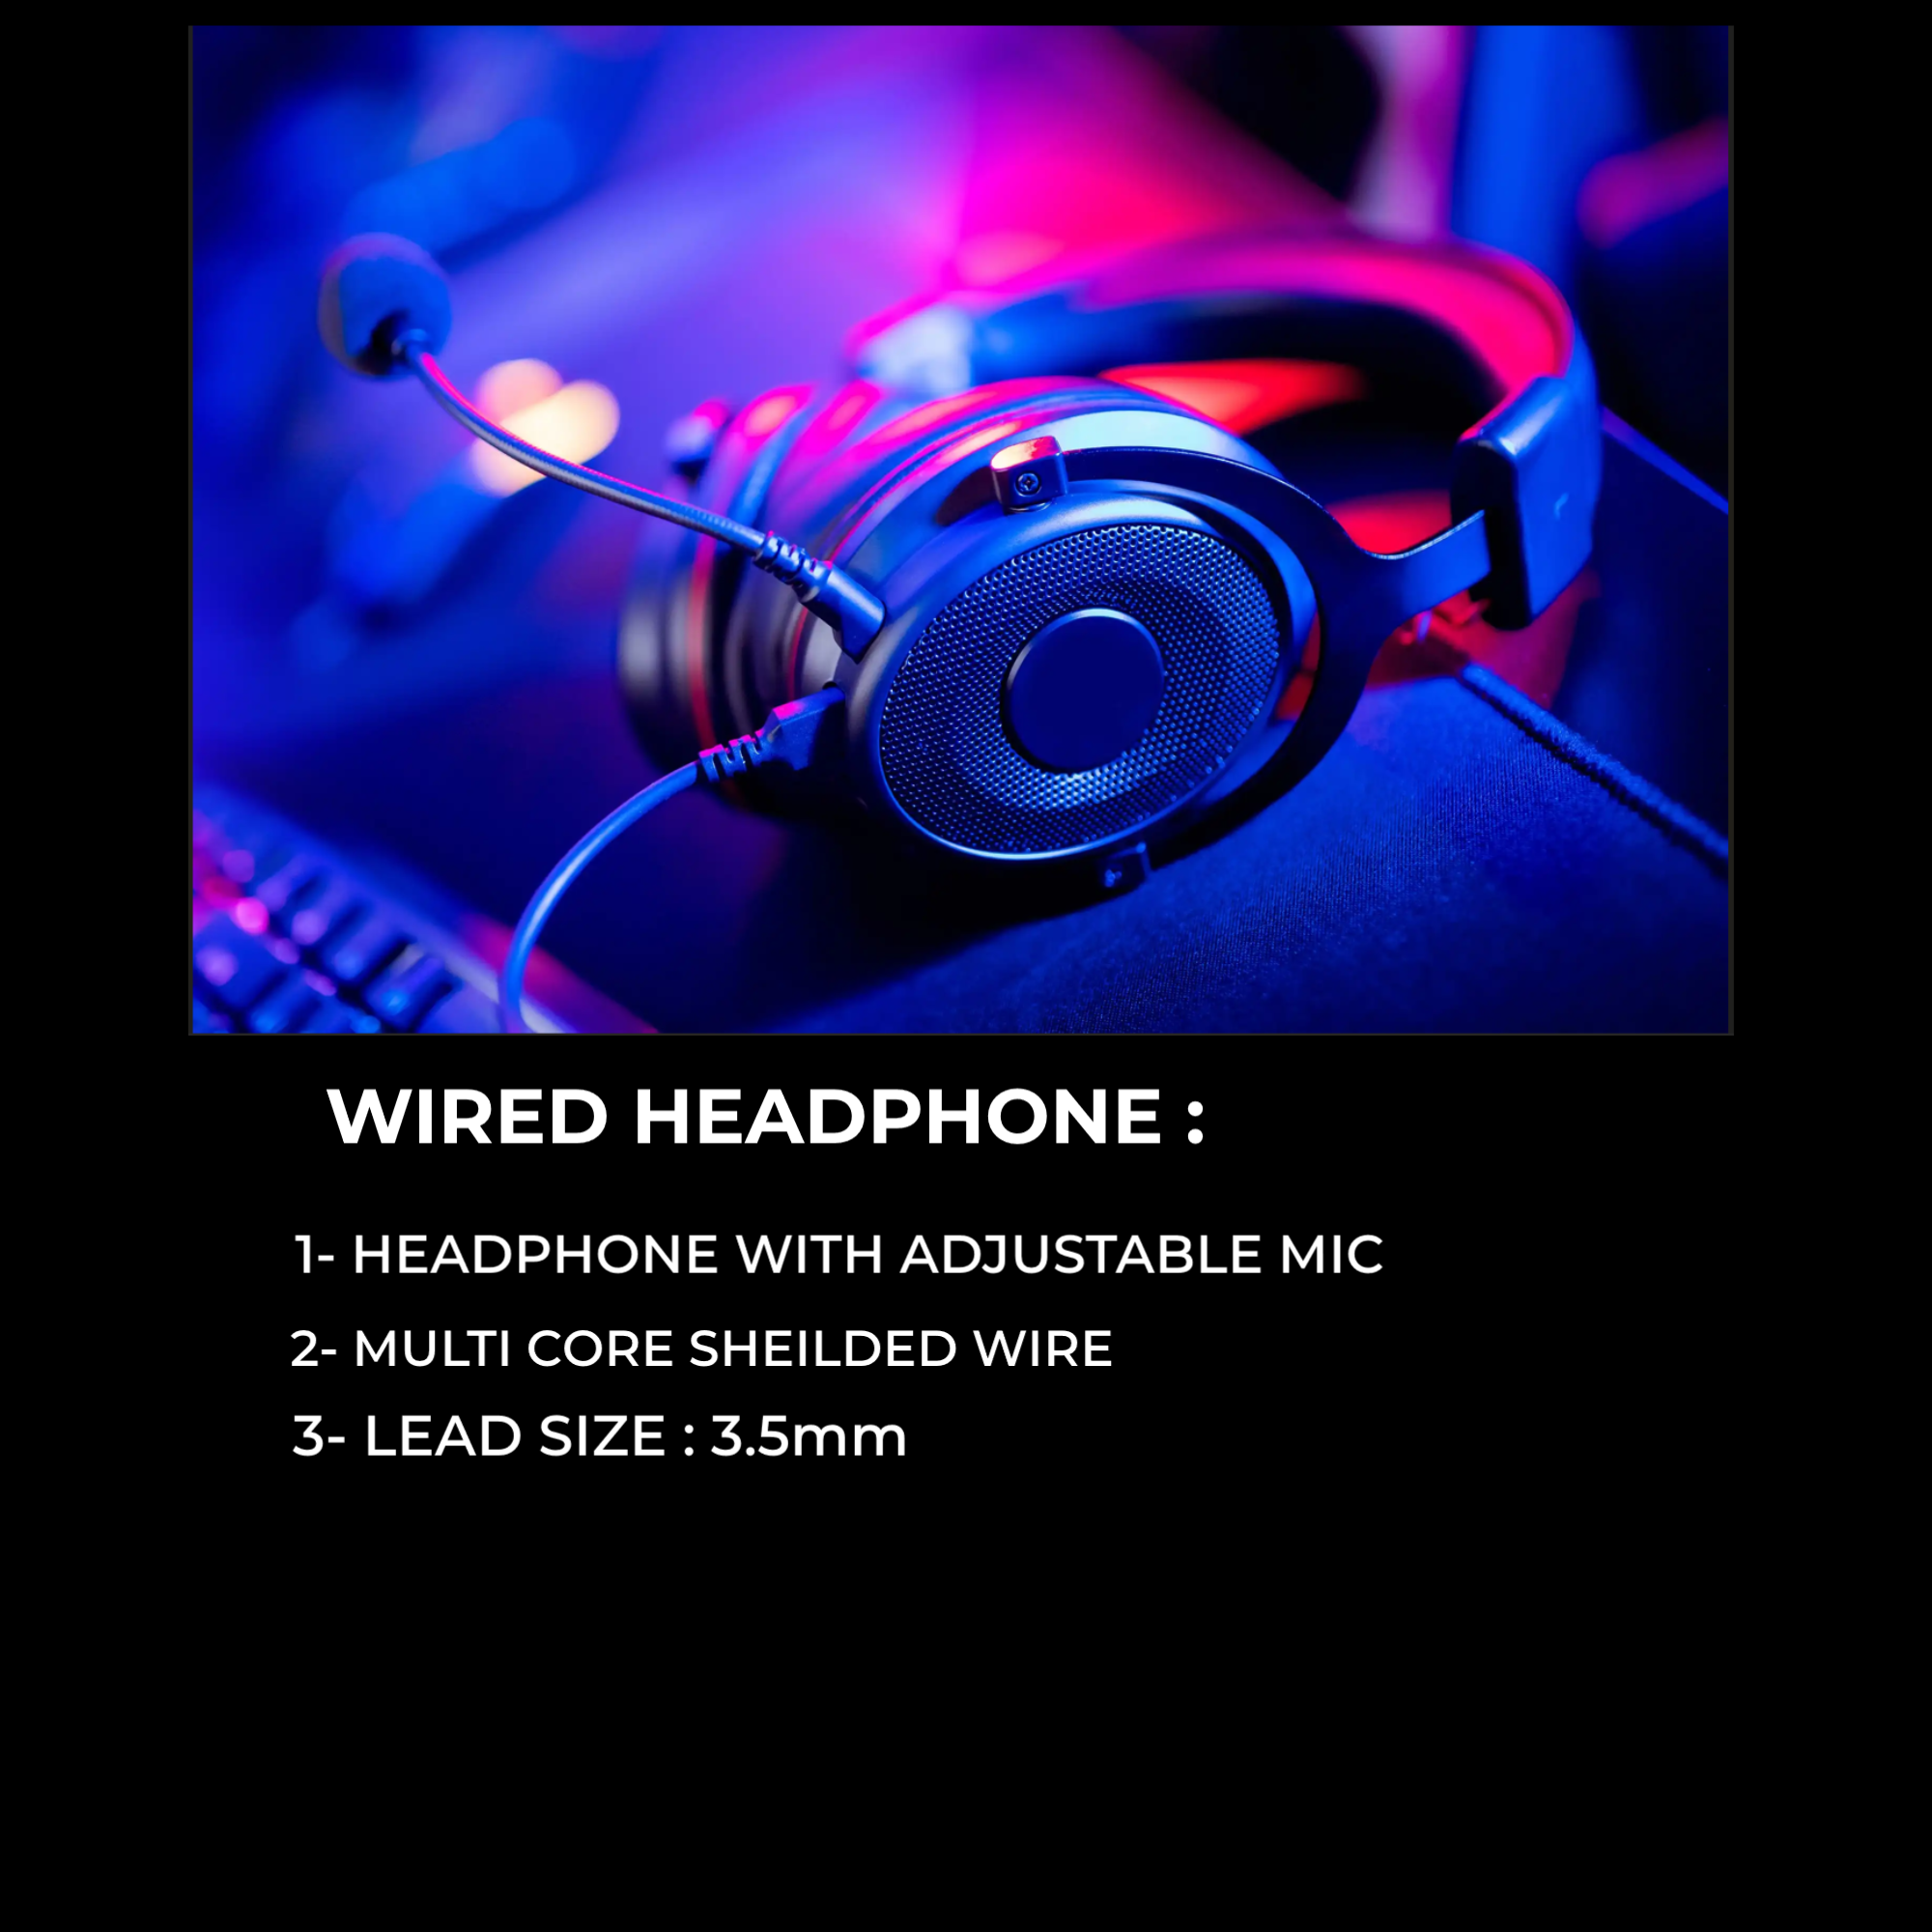 WIRED HEADPHONE :
1- HEADPHONE WITH ADJUSTABLE MIC
2- MULTI CORE SHEILDED WIRE
3- LEAD SIZE : 3.5mm